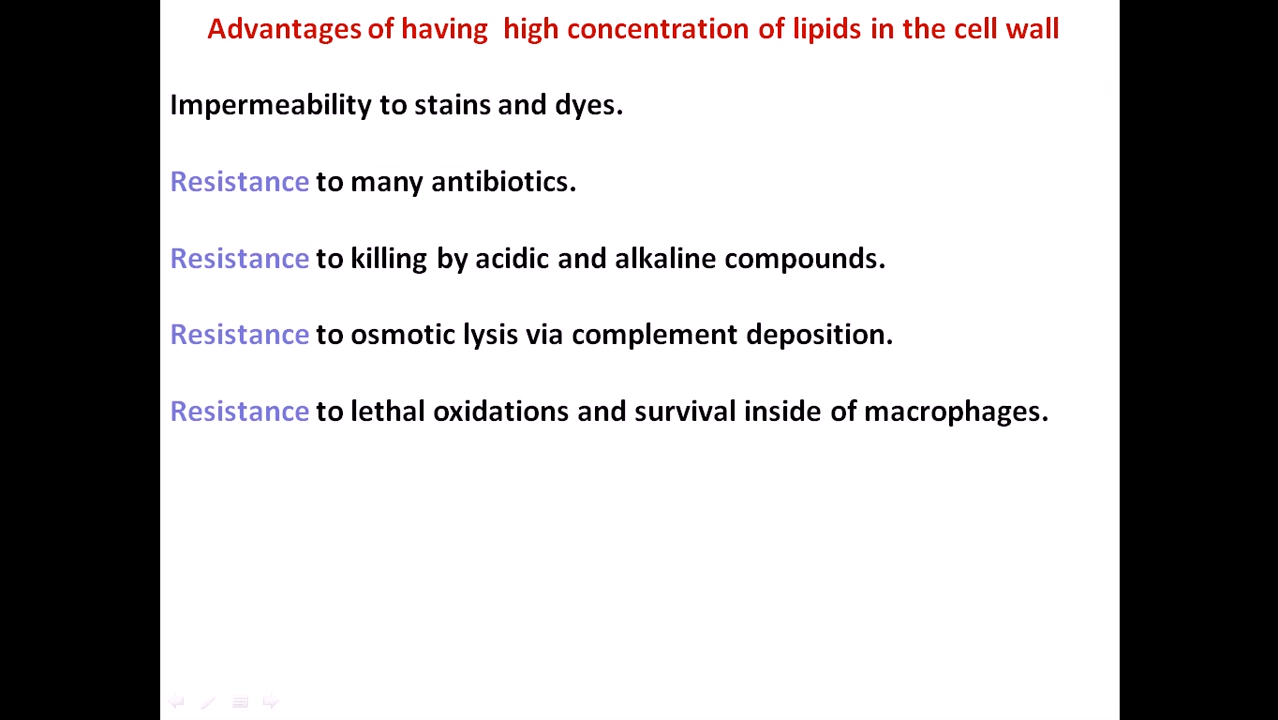 Advantages of having high concentration of lipids in the cell wall
Impermeability to stains and dyes.
Resistance to many antibiotics.
Resistance to killing by acidic and alkaline compounds.
Resistance to osmotic lysis via complement deposition.
Resistance to lethal oxidations and survival inside of macrophages.